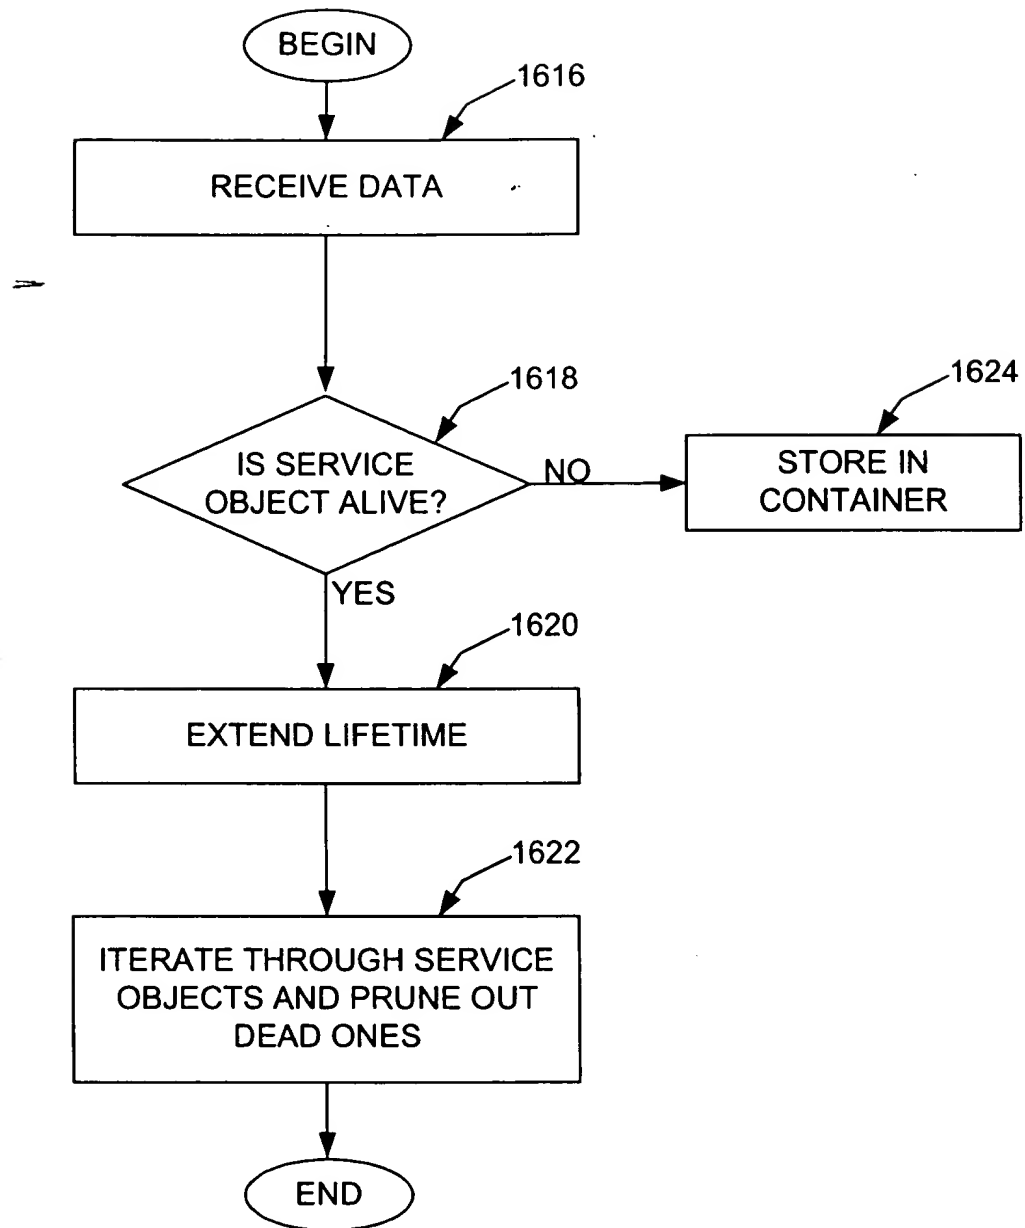 BEGIN
1616
RECEIVE DATA
1618
1624
IS SERVICE
OBJECT ALIVE?
NO
STORE IN
CONTAINER
YES
1620
EXTEND LIFETIME
1622
ITERATE THROUGH SERVICE
OBJECTS AND PRUNE OUT
DEAD ONES
END